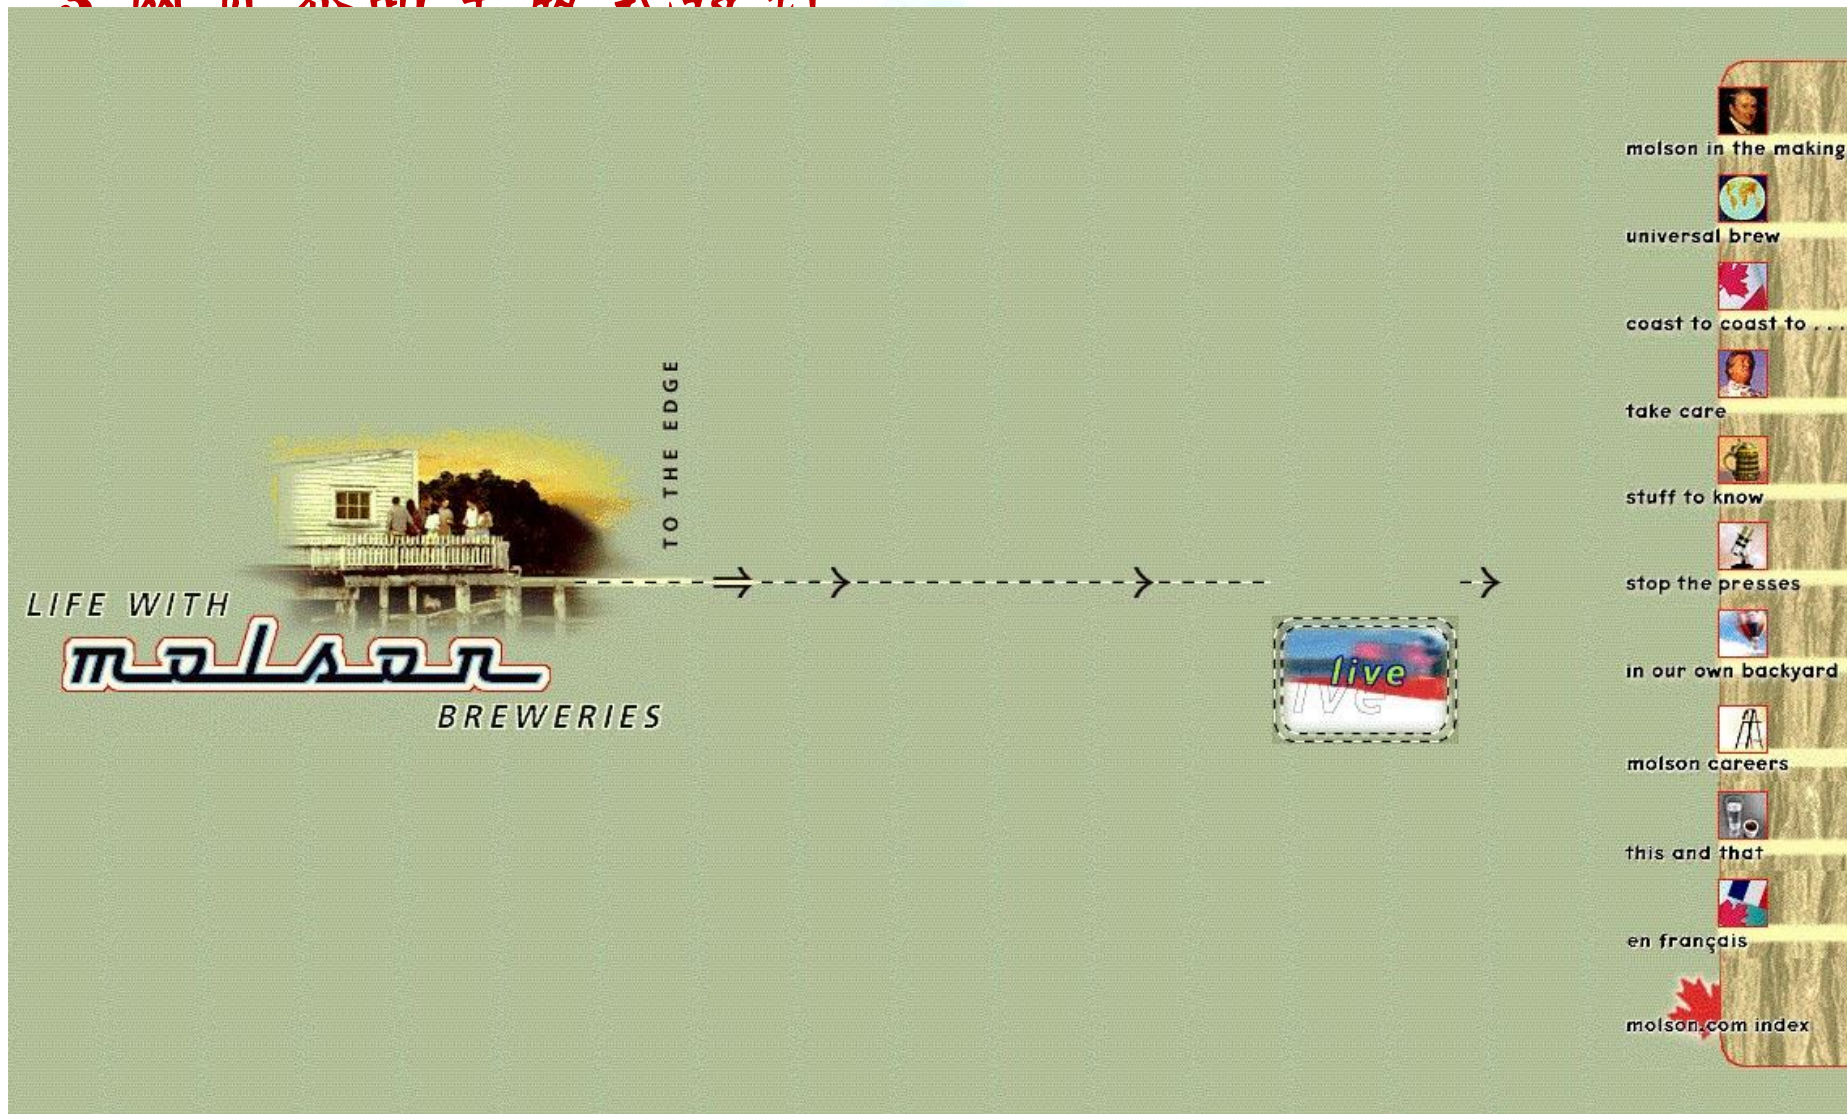 TO THE EDGE
LIFE WITH
molson
BREWERIES
live
molson in the making
universal brew
coast to coast to . . .
take care
stuff to know
stop the presses
in our own backyard
molson careers
this and that
en français
molson.com index